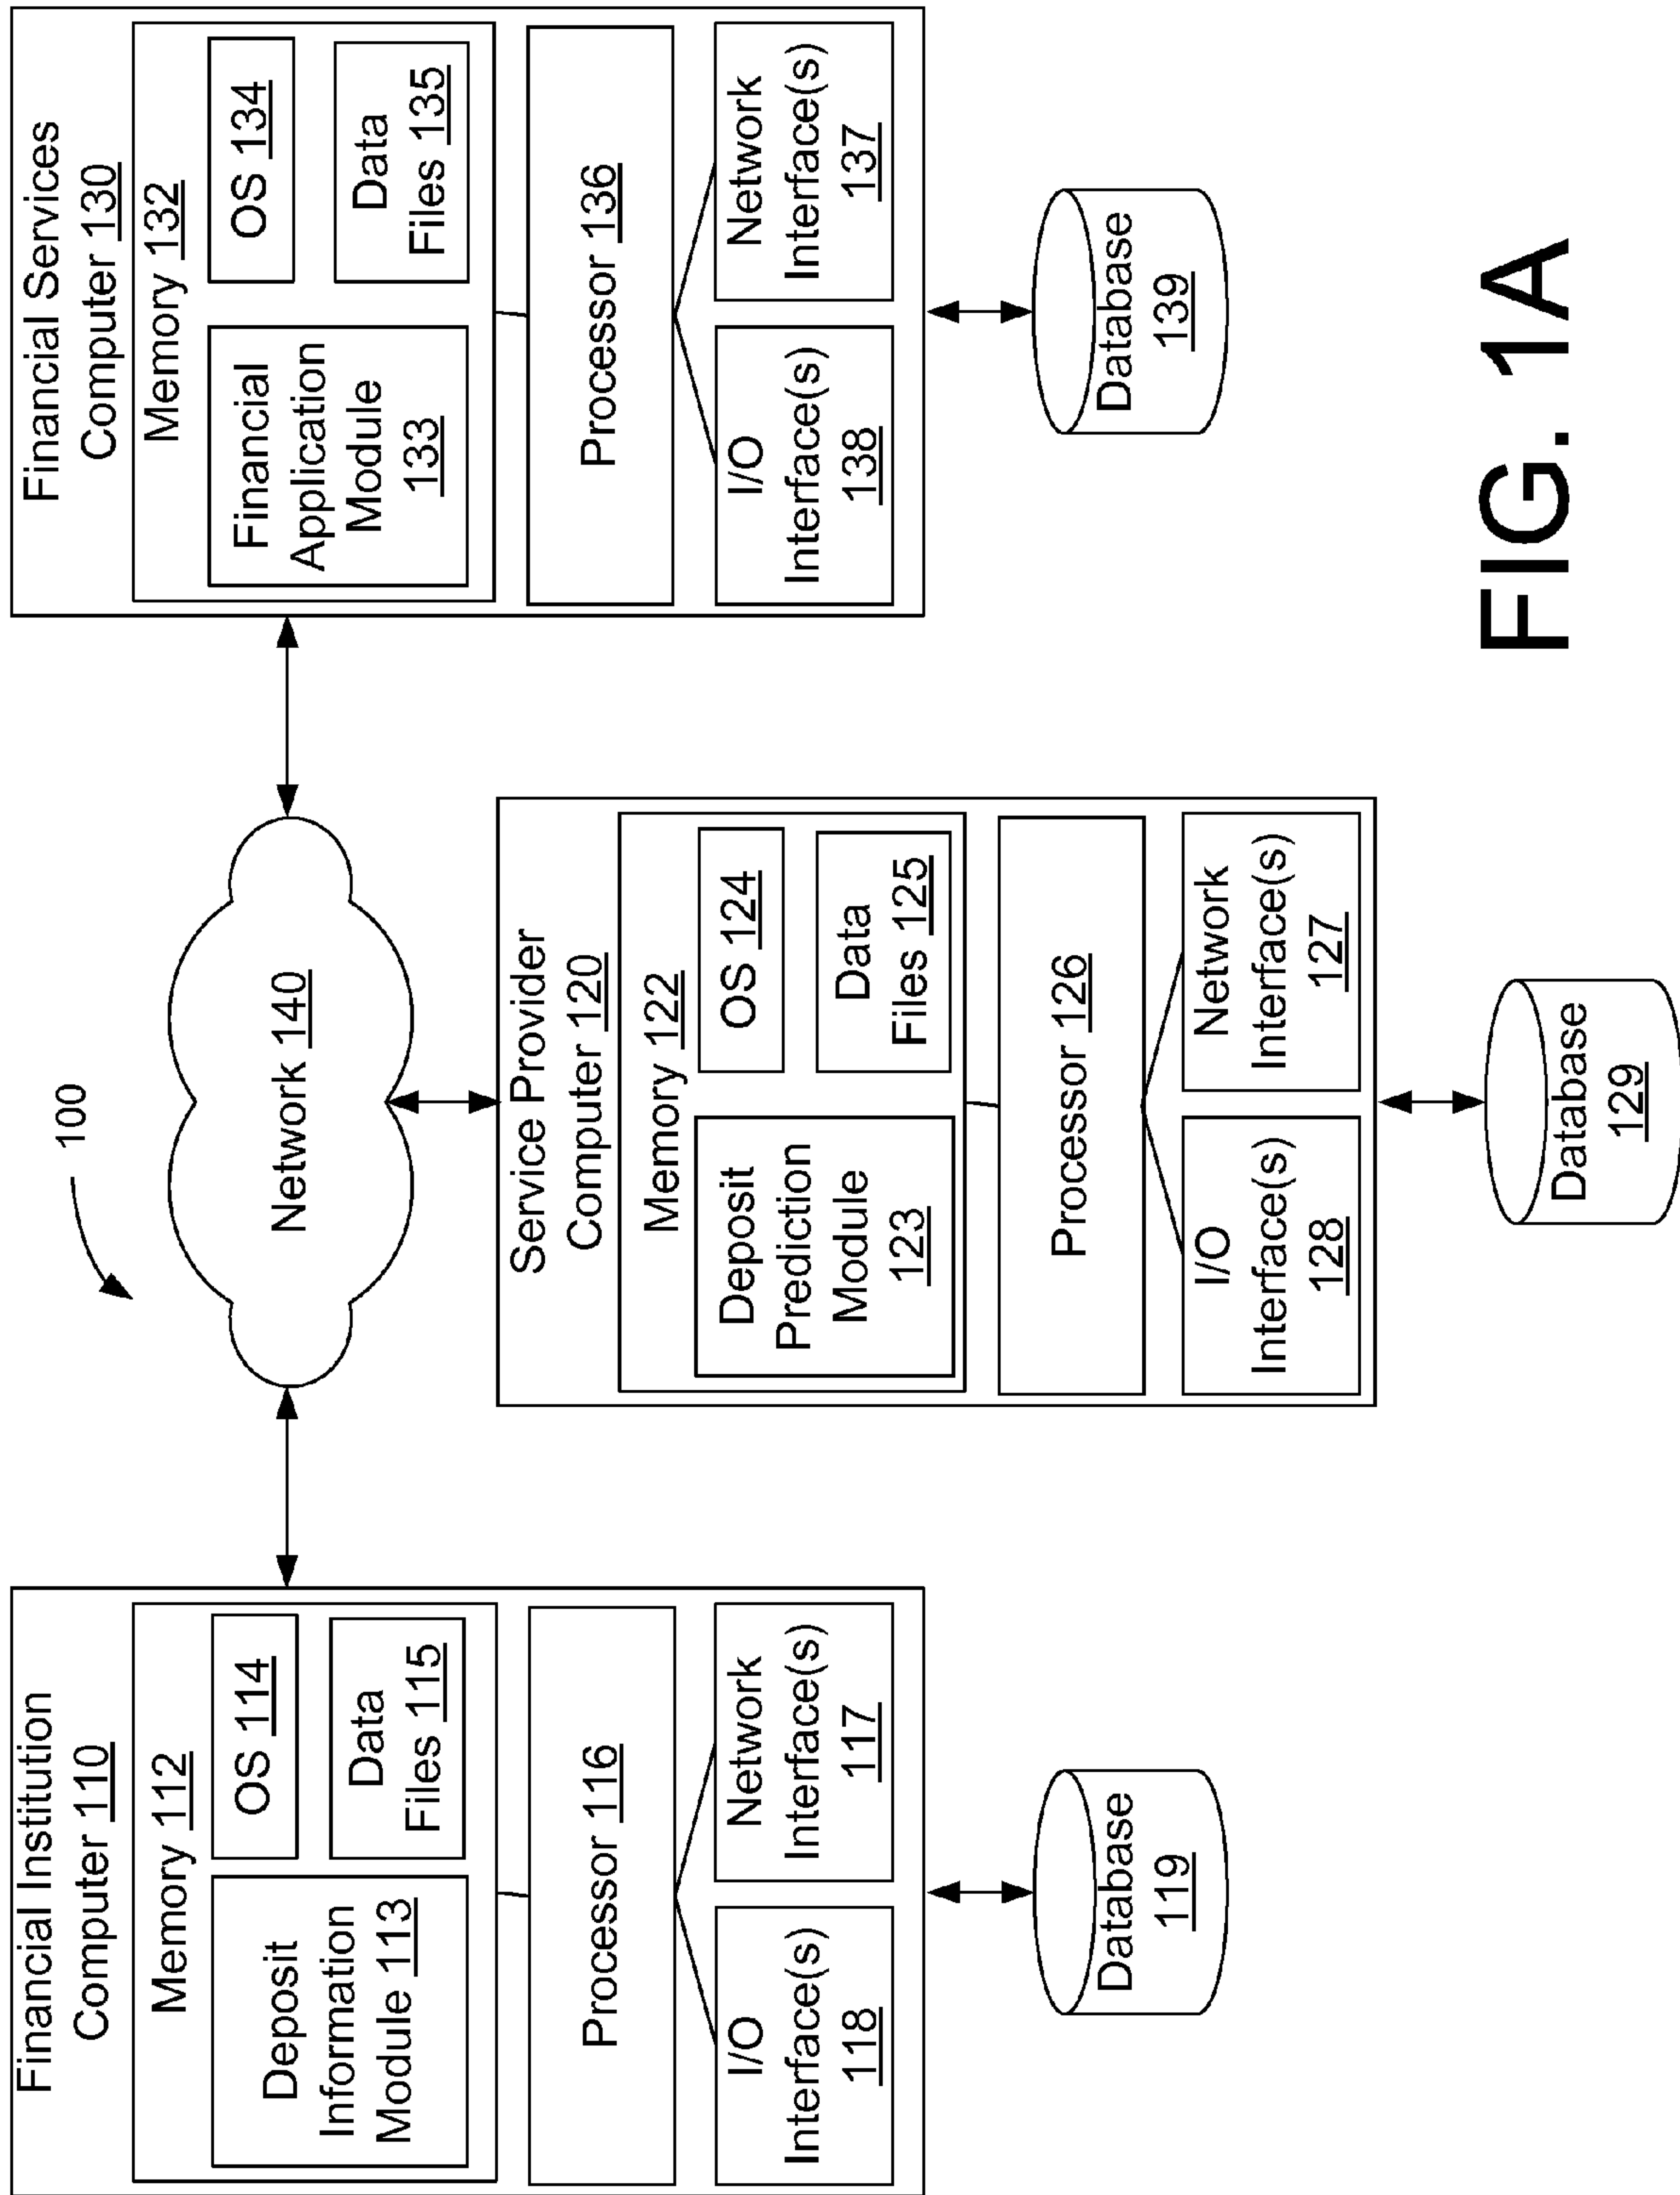 100
Network 140
Financial Institution
Computer 110
Memory 112
Deposit
Information
Module 113
OS 114
Data
Files 115
Processor 116
I/O
Interface(s)
118
Network
Interface(s)
117
Database
119
Service Provider
Computer 120
Memory 122
Deposit
Prediction
Module
123
OS 124
Data
Files 125
Processor 126
I/O
Interface(s)
128
Network
Interface(s)
127
Database
129
Financial Services
Computer 130
Memory 132
Financial
Application
Module
133
OS 134
Data
Files 135
Processor 136
I/O
Interface(s)
138
Network
Interface(s)
137
Database
139
FIG. 1A